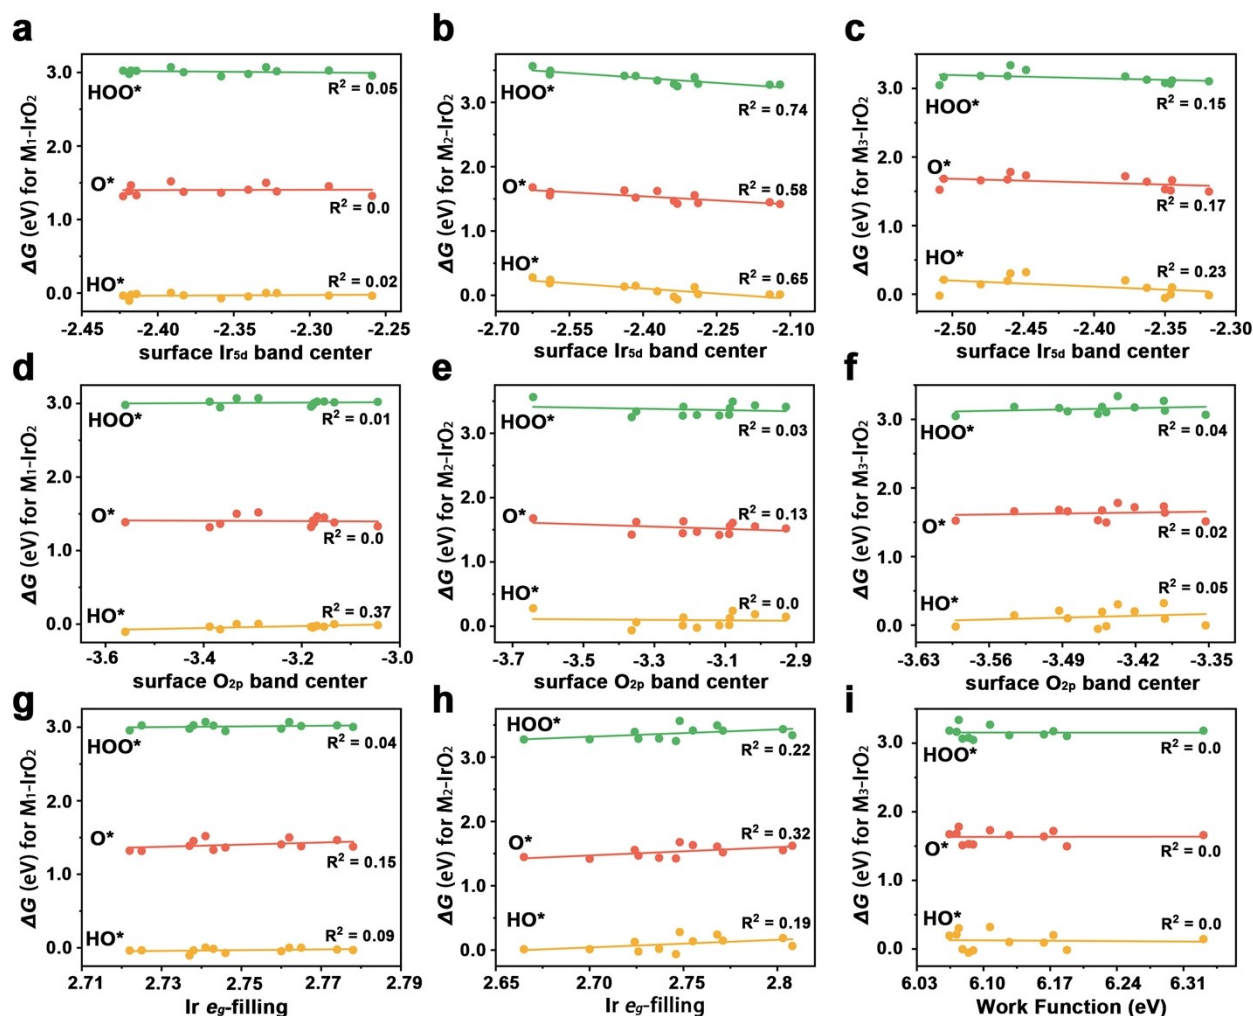 a
ΔG (eV) for M₁-IrO₂
3.0
2.0
1.0
0.0
HOO*
R² = 0.05
O*
R² = 0.0
HO*
R² = 0.02
-2.45 -2.40 -2.35 -2.30 -2.25
surface Ir₅d band center
b
ΔG (eV) for M₂-IrO₂
3.0
2.0
1.0
0.0
HOO*
R² = 0.74
O*
R² = 0.58
HO*
R² = 0.65
-2.70 -2.55 -2.40 -2.25 -2.10
surface Ir₅d band center
c
ΔG (eV) for M₃-IrO₂
3.0
2.0
1.0
0.0
HOO*
R² = 0.15
O*
R² = 0.17
HO*
R² = 0.23
-2.50 -2.45 -2.40 -2.35 -2.30
surface Ir₅d band center
d
ΔG (eV) for M₁-IrO₂
3.0
2.0
1.0
0.0
HOO*
R² = 0.01
O*
R² = 0.0
HO*
R² = 0.37
-3.6 -3.4 -3.2 -3.0
surface O₂p band center
e
ΔG (eV) for M₂-IrO₂
3.0
2.0
1.0
0.0
HOO*
R² = 0.03
O*
R² = 0.13
HO*
R² = 0.0
-3.7 -3.5 -3.3 -3.1 -2.9
surface O₂p band center
f
ΔG (eV) for M₃-IrO₂
3.0
2.0
1.0
0.0
HOO*
R² = 0.04
O*
R² = 0.02
HO*
R² = 0.05
-3.63 -3.56 -3.49 -3.42 -3.35
surface O₂p band center
g
ΔG (eV) for M₁-IrO₂
3.0
2.0
1.0
0.0
HOO*
R² = 0.04
O*
R² = 0.15
HO*
R² = 0.09
2.71 2.73 2.75 2.77 2.79
Ir eg-filling
h
ΔG (eV) for M₂-IrO₂
3.0
2.0
1.0
0.0
HOO*
R² = 0.22
O*
R² = 0.32
HO*
R² = 0.19
2.65 2.70 2.75 2.80
Ir eg-filling
i
ΔG (eV) for M₃-IrO₂
3.0
2.0
1.0
0.0
HOO*
R² = 0.0
O*
R² = 0.0
HO*
R² = 0.0
6.03 6.10 6.17 6.24 6.31
Work Function (eV)